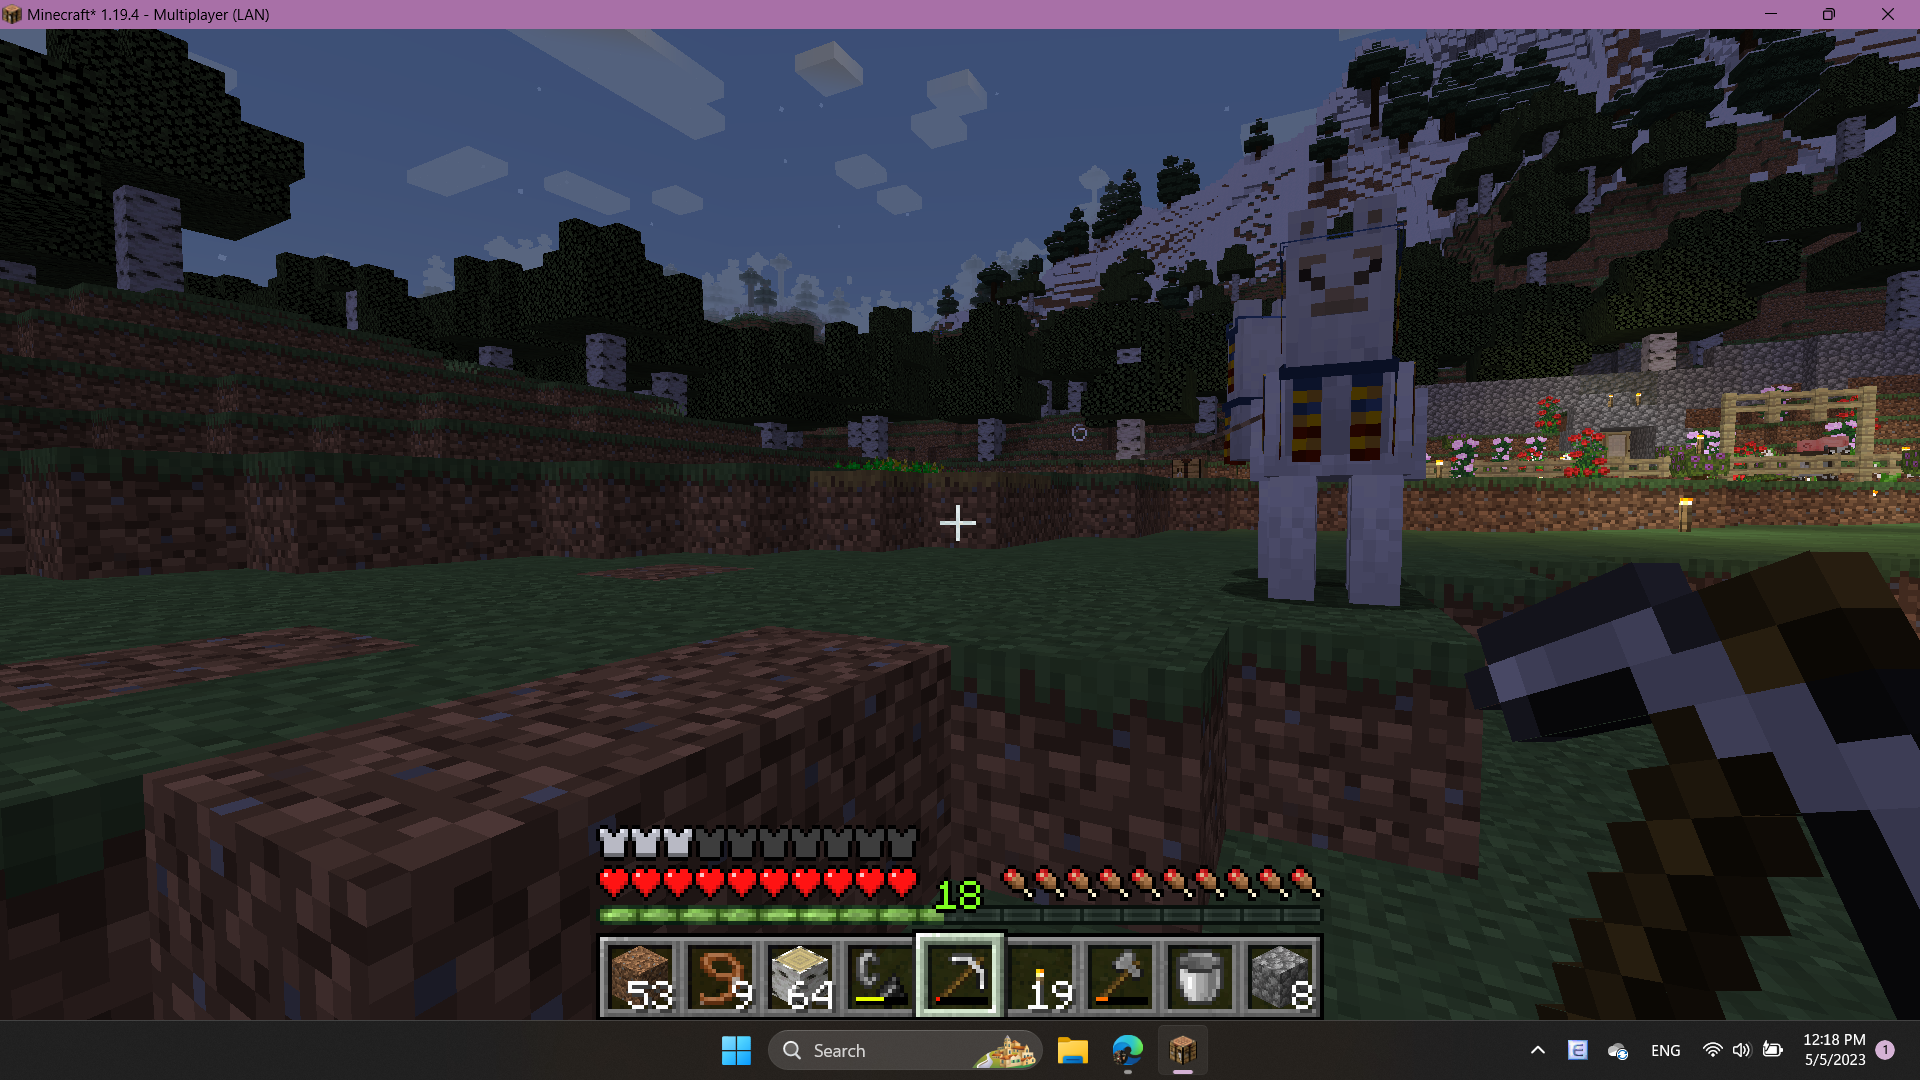 Minecraft* 1.19.4 - Multiplayer (LAN)
18
53
9
64
19
8
Search
ENG
12:18 PM
5/5/2023
1